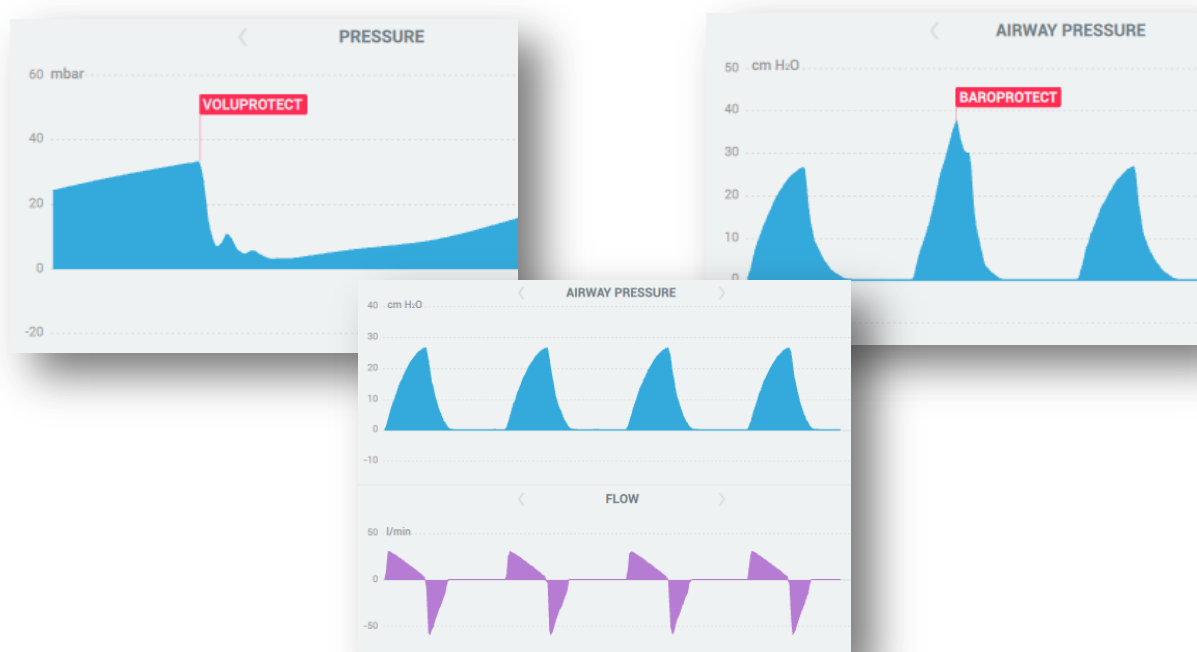 PRESSURE
60 mbar
VOLUPROTECT
40
20
0
-20
AIRWAY PRESSURE
50 cm H₂O
BAROPROTECT
40
30
20
10
0
AIRWAY PRESSURE
40 cm H₂O
30
20
10
0
-10
FLOW
50 l/min
0
-50